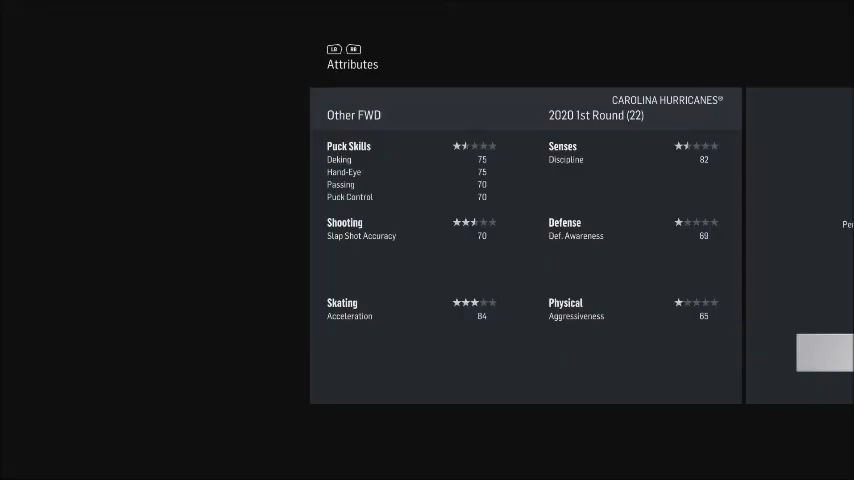 LB RB
Attributes
CAROLINA HURRICANES®
Other FWD 2020 1st Round (22)
Puck Skills Senses
Deking 75 Discipline 82
Hand-Eye 75
Passing 70
Puck Control 70
Shooting Defense
Slap Shot Accuracy 70 Def. Awareness 69
Per
Skating Physical
Acceleration 84 Aggressiveness 65